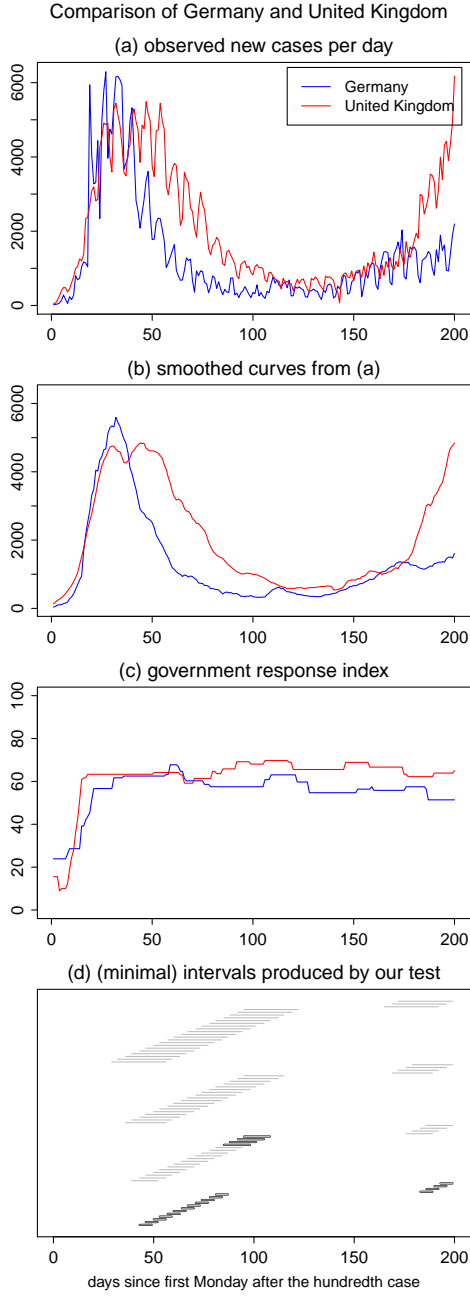 Comparison of Germany and United Kingdom
(a) observed new cases per day
6000
4000
2000
0
Germany
United Kingdom
0 50 100 150 200
(b) smoothed curves from (a)
6000
4000
2000
0
0 50 100 150 200
(c) government response index
100
80
60
40
20
0
0 50 100 150 200
(d) (minimal) intervals produced by our test
0 50 100 150 200
days since first Monday after the hundredth case